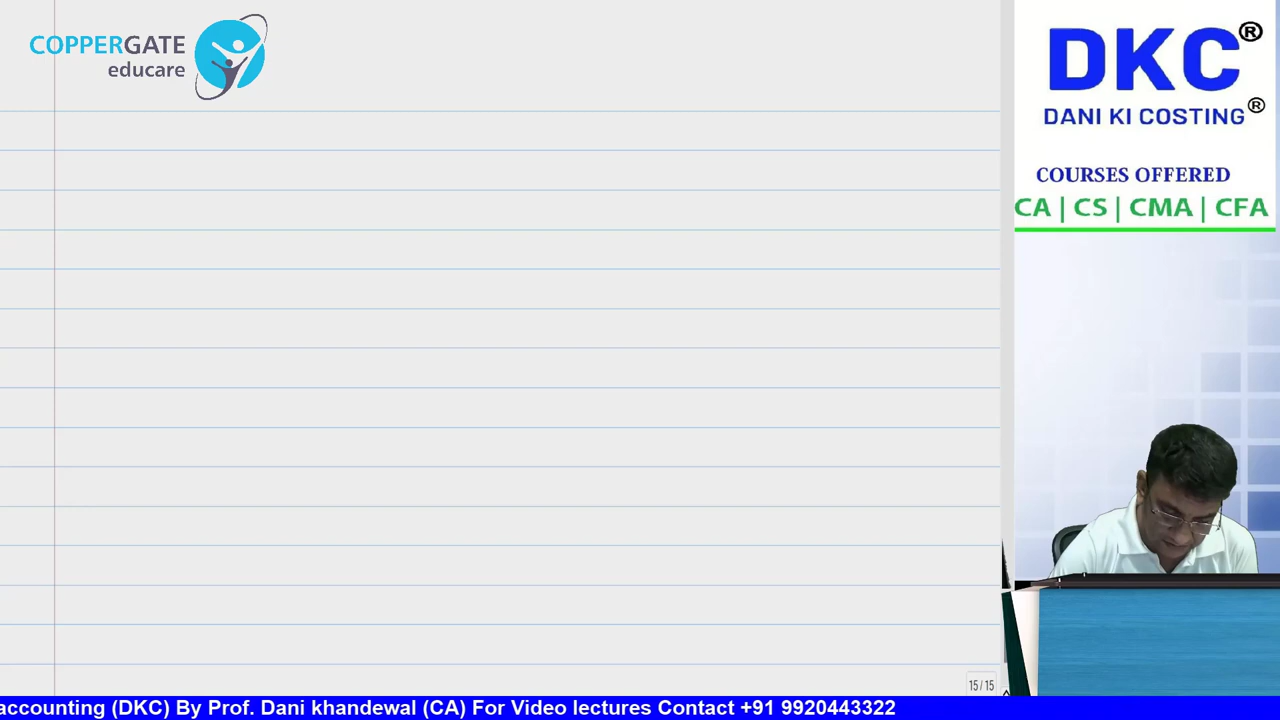 COPPERGATE
educare
DKC®
DANI KI COSTING®
COURSES OFFERED
CA | CS | CMA | CFA
15/15
accounting (DKC) By Prof. Dani khandewal (CA) For Video lectures Contact +91 9920443322